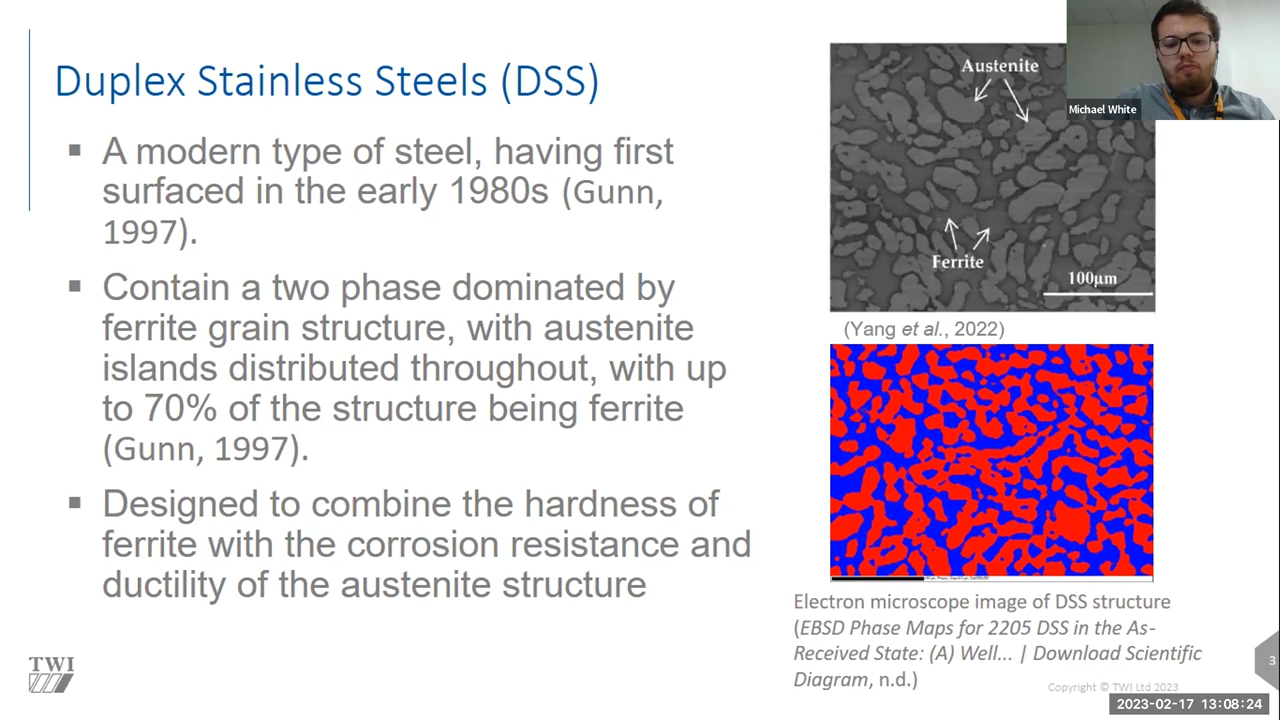 Duplex Stainless Steels (DSS)
▪ A modern type of steel, having first
surfaced in the early 1980s (Gunn,
1997).
▪ Contain a two phase dominated by
ferrite grain structure, with austenite
islands distributed throughout, with up
to 70% of the structure being ferrite
(Gunn, 1997).
▪ Designed to combine the hardness of
ferrite with the corrosion resistance and
ductility of the austenite structure
Austenite
Ferrite
100μm
Michael White
(Yang et al., 2022)
Electron microscope image of DSS structure
(EBSD Phase Maps for 2205 DSS in the As-
Received State: (A) Well... | Download Scientific
Diagram, n.d.)
TWI
3
Copyright © TWI Ltd 2023
2023-02-17 13:08:24